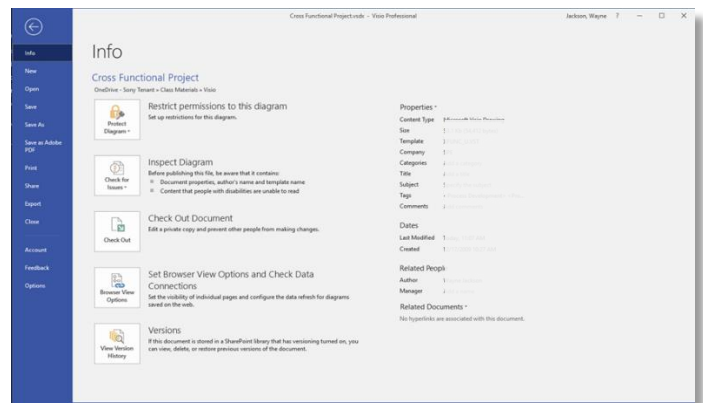 Cross Functional Project.vsdx - Visio Professional
Jackson, Wayne ?
Info
New
Open
Save
Save As
Save as Adobe
PDF
Print
Share
Export
Close
Account
Feedback
Options
Info
Cross Functional Project
OneDrive - Sony Tenant » Class Materials » Visio
Protect
Diagram
Restrict permissions to this diagram
Set up restrictions for this diagram.
Check for
Issues
Inspect Diagram
Before publishing this file, be aware that it contains:
Document properties, author's name and template name
Content that people with disabilities are unable to read
Check Out
Check Out Document
Edit a private copy and prevent other people from making changes.
Browser View
Options
Set Browser View Options and Check Data
Connections
Set the visibility of individual pages and configure the data refresh for diagrams
saved on the web.
View Version
History
Versions
If this document is stored in a SharePoint library that has versioning turned on, you
can view, delete, or restore previous versions of the document.
Properties
Content Type
Size
Template
Company
Categories
Title
Subject
Tags
Comments
Dates
Last Modified
Created
Related Peopl
Author
Manager
Related Documents
No hyperlinks are associated with this document.